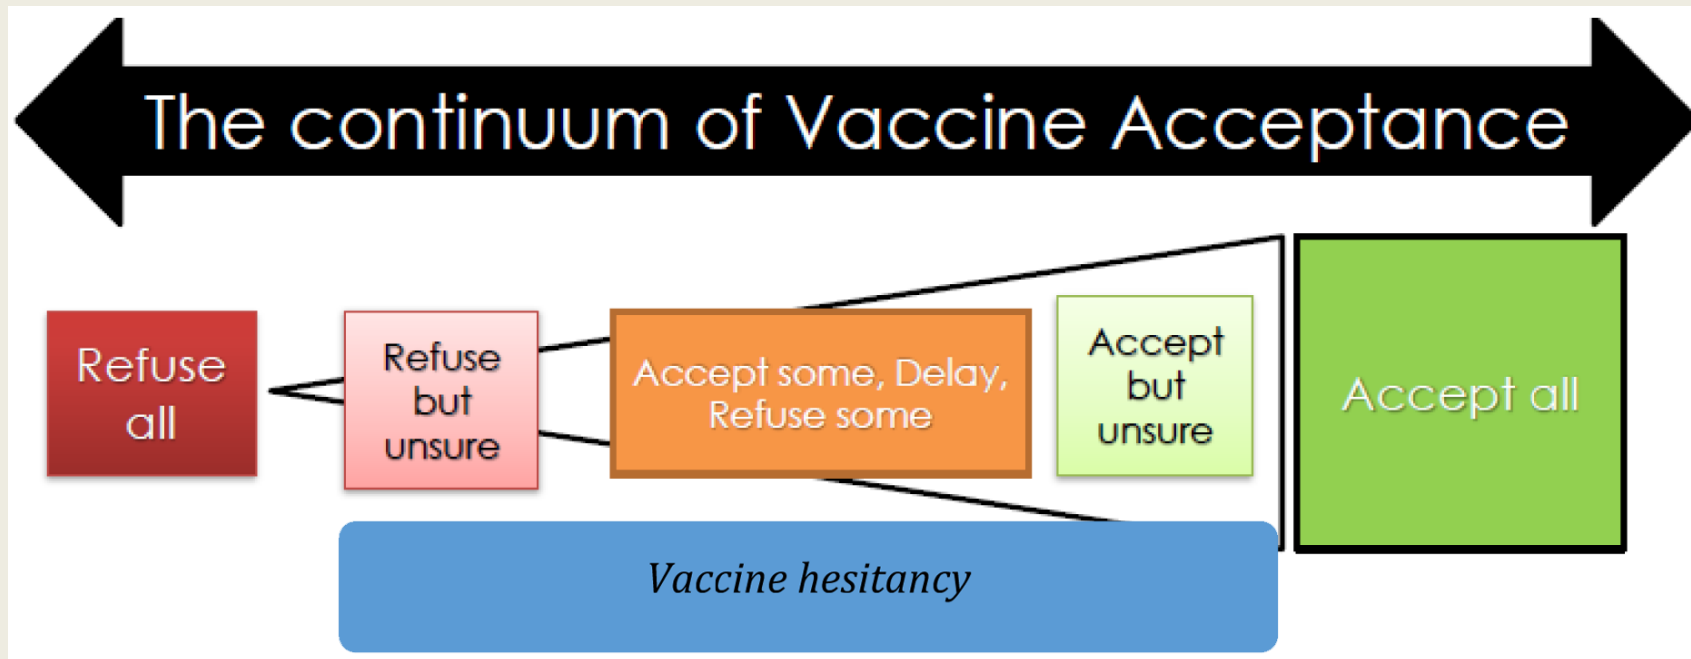 The continuum of Vaccine Acceptance
Refuse
all
Refuse
but
unsure
Accept some, Delay,
Refuse some
Accept
but
unsure
Accept all
Vaccine hesitancy